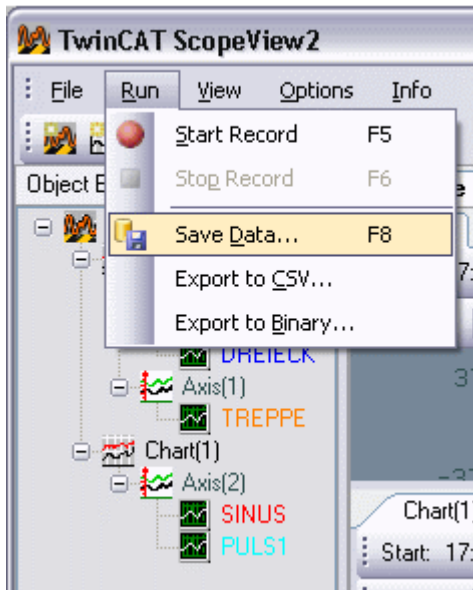 TwinCAT ScopeView2
File Run View Options Info
Start Record F5
Object E
Stop Record F6
Save Data... F8
Export to CSV...
Export to Binary...
DREIECK
Axis(1)
TREPPE
Chart(1)
Axis(2)
SINUS
PULS1
Chart(1
Start: 17: